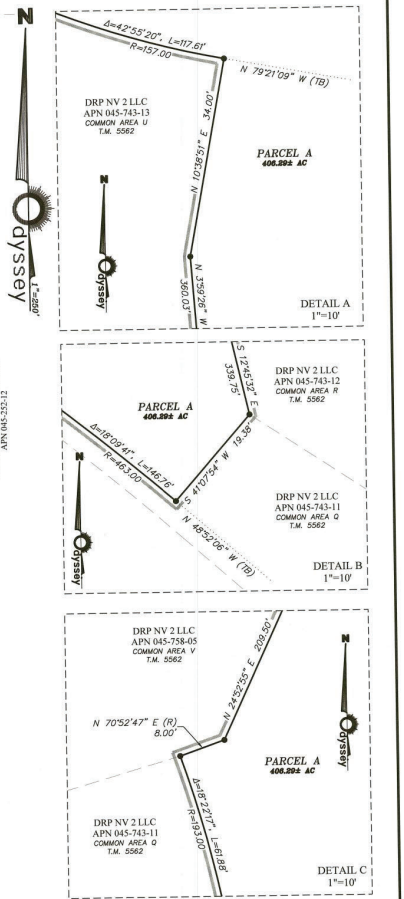 N
Odyssey
1"=250'
APN 045-252-12
Δ=42°55'20", L=117.61'
R=157.00'
N 79°21'09" W (TB)
DRP NV 2 LLC
APN 045-743-13
COMMON AREA U
T.M. 5562
N 10°38'51" E 34.00'
PARCEL A
406.29± AC
N
Odyssey
N 3°59'26" W
360.03'
DETAIL A
1"=10'
S 12°45'32" E
339.75'
DRP NV 2 LLC
APN 045-743-12
COMMON AREA R
T.M. 5562
PARCEL A
406.29± AC
Δ=18°09'41", L=146.76'
R=463.00'
S 41°07'54" W 19.38'
N 48°52'06" W (TB)
DRP NV 2 LLC
APN 045-743-11
COMMON AREA Q
T.M. 5562
N
Odyssey
DETAIL B
1"=10'
DRP NV 2 LLC
APN 045-758-05
COMMON AREA V
T.M. 5562
N 24°52'55" E 209.50'
N 70°52'47" E (R)
8.00'
N
Odyssey
PARCEL A
406.29± AC
Δ=18°22'17", L=61.88'
R=193.00'
DRP NV 2 LLC
APN 045-743-11
COMMON AREA Q
T.M. 5562
DETAIL C
1"=10'